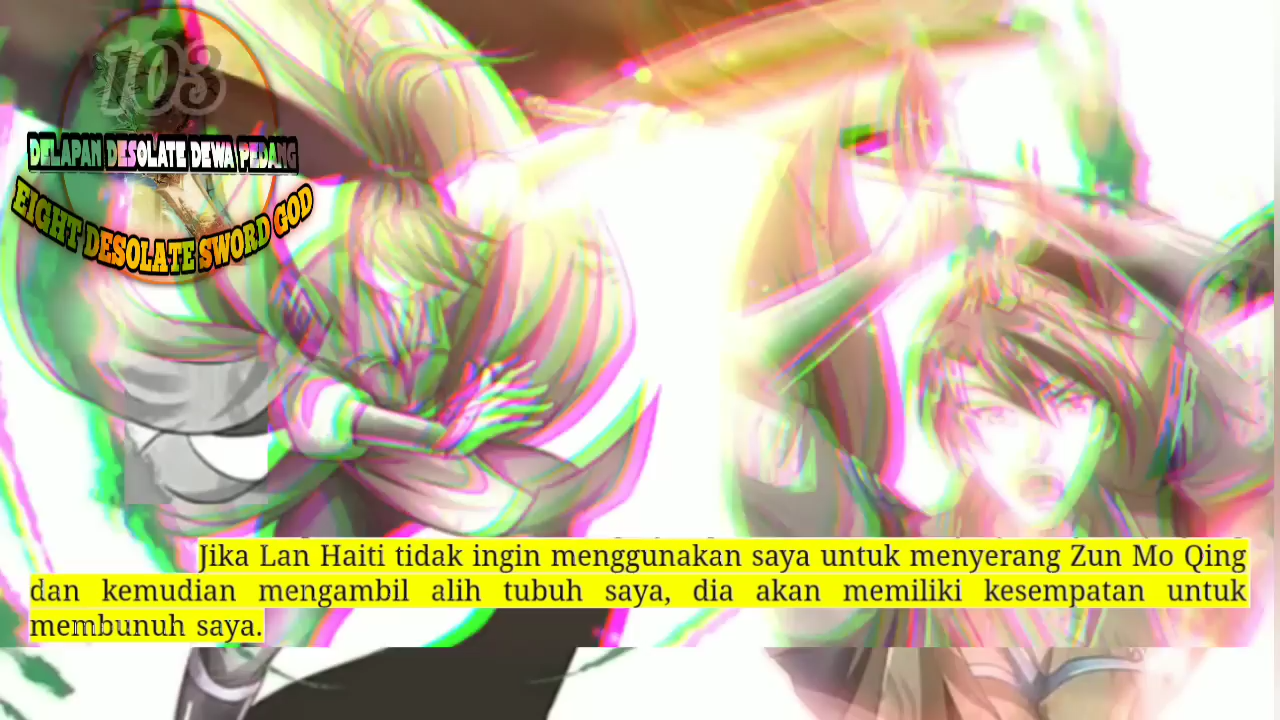 103
DELAPAN DESOLATE DEWA PEDANG
EIGHT DESOLATE SWORD GOD
Jika Lan Haiti tidak ingin menggunakan saya untuk menyerang Zun Mo Qing
dan kemudian mengambil alih tubuh saya, dia akan memiliki kesempatan untuk
membunuh saya.